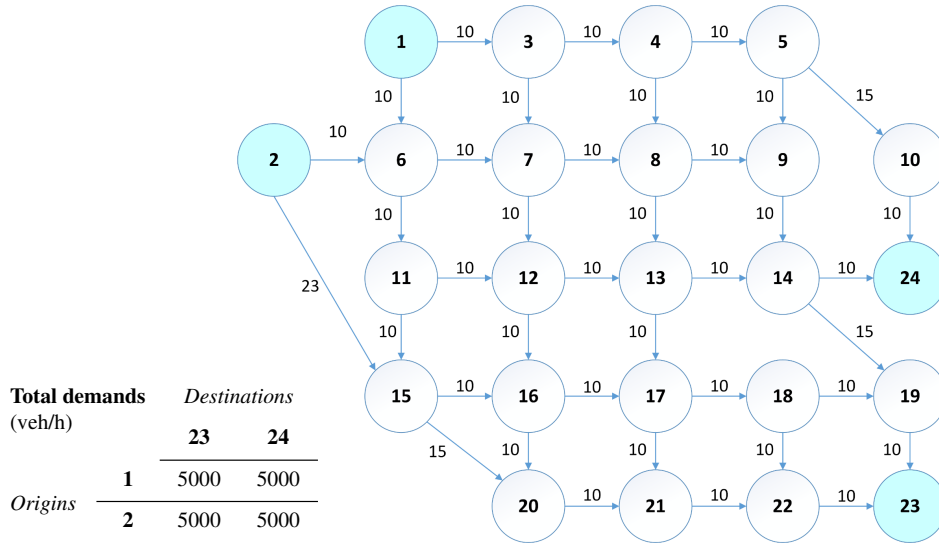 10 10 10
1 3 4 5
10 10 10 10 15
10
2 6 10 7 10 8 10 9 10
10 10 10 10 10
11 10 12 10 13 10 14 10 24
23
10 10 10 15
15 10 16 10 17 10 18 10 19
15 10 10 10 10
20 10 21 10 22 10 23
Total demands Destinations
(veh/h)
23 24
1 5000 5000
Origins
2 5000 5000